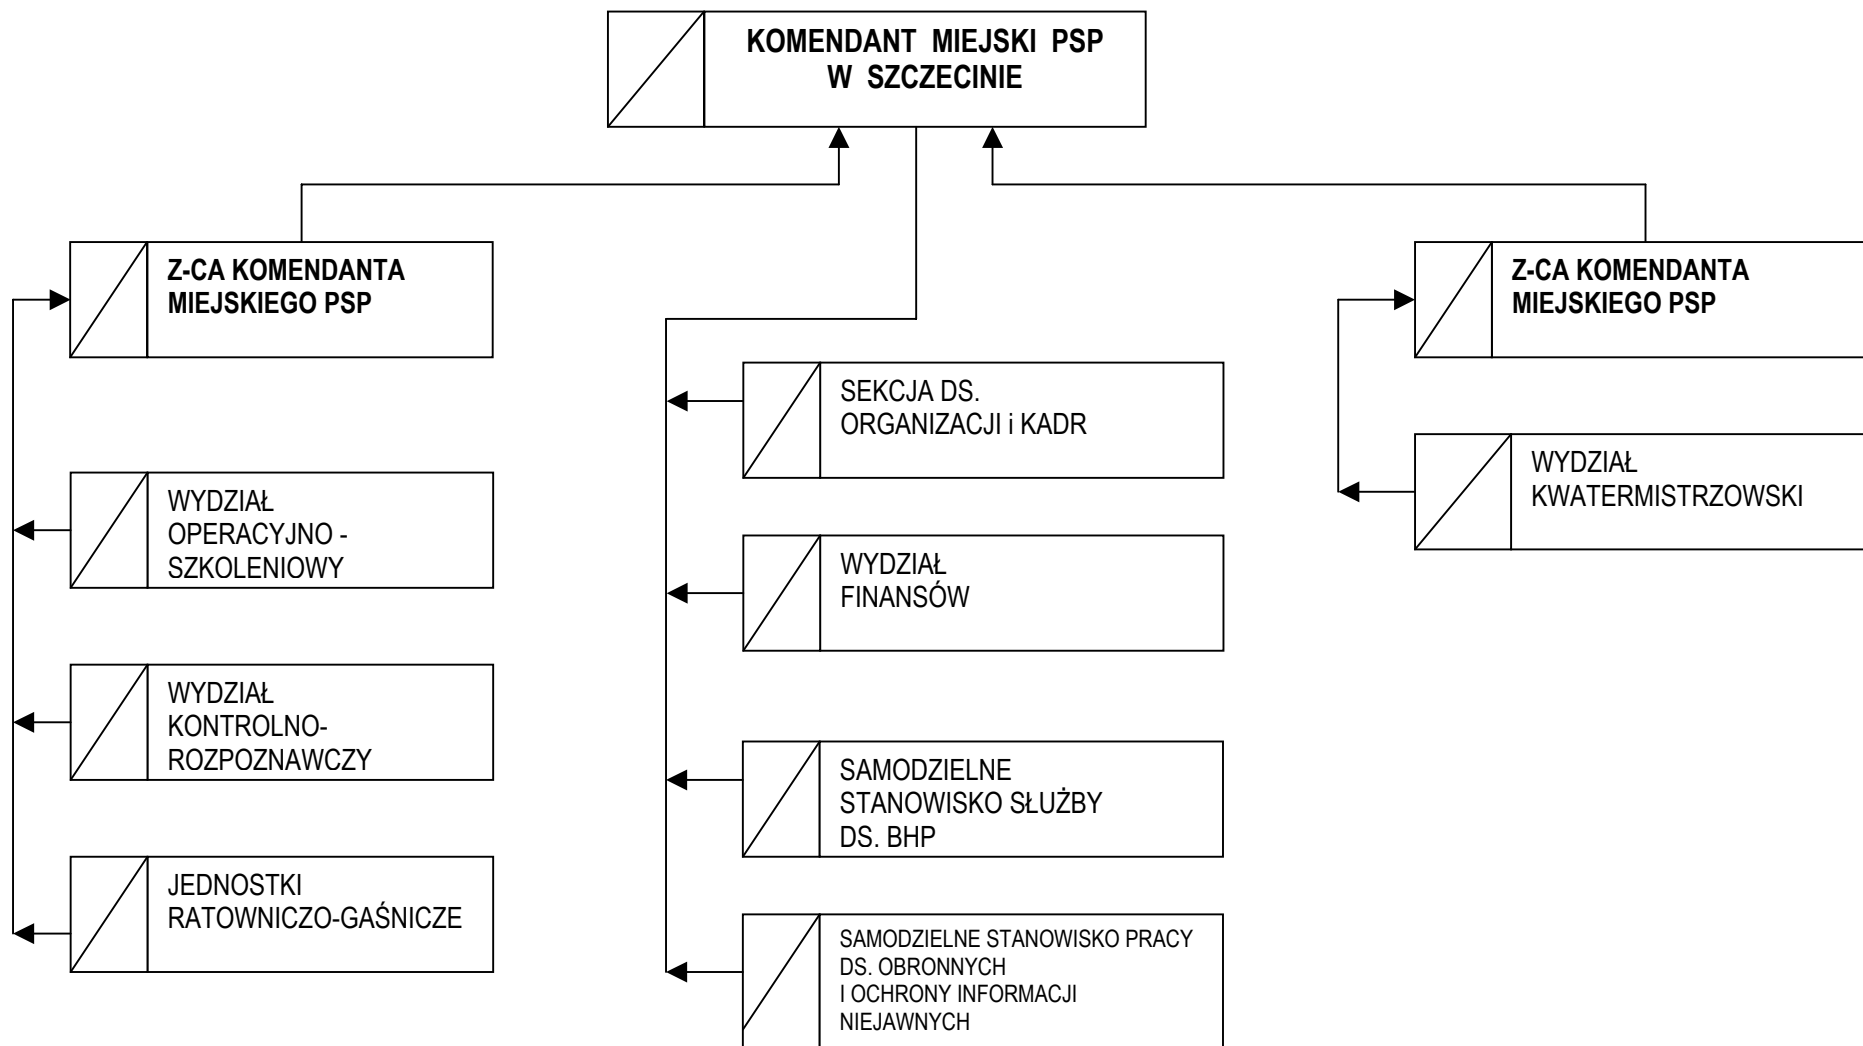 KOMENDANT MIEJSKI PSP
W SZCZECINIE
Z-CA KOMENDANTA
MIEJSKIEGO PSP
WYDZIAŁ
OPERACYJNO -
SZKOLENIOWY
WYDZIAŁ
KONTROLNO-
ROZPOZNAWCZY
JEDNOSTKI
RATOWNICZO-GAŚNICZE
SEKCJA DS.
ORGANIZACJI i KADR
WYDZIAŁ
FINANSÓW
SAMODZIELNE
STANOWISKO SŁUŻBY
DS. BHP
SAMODZIELNE STANOWISKO PRACY
DS. OBRONNYCH
I OCHRONY INFORMACJI
NIEJAWNYCH
Z-CA KOMENDANTA
MIEJSKIEGO PSP
WYDZIAŁ
KWATERMISTRZOWSKI